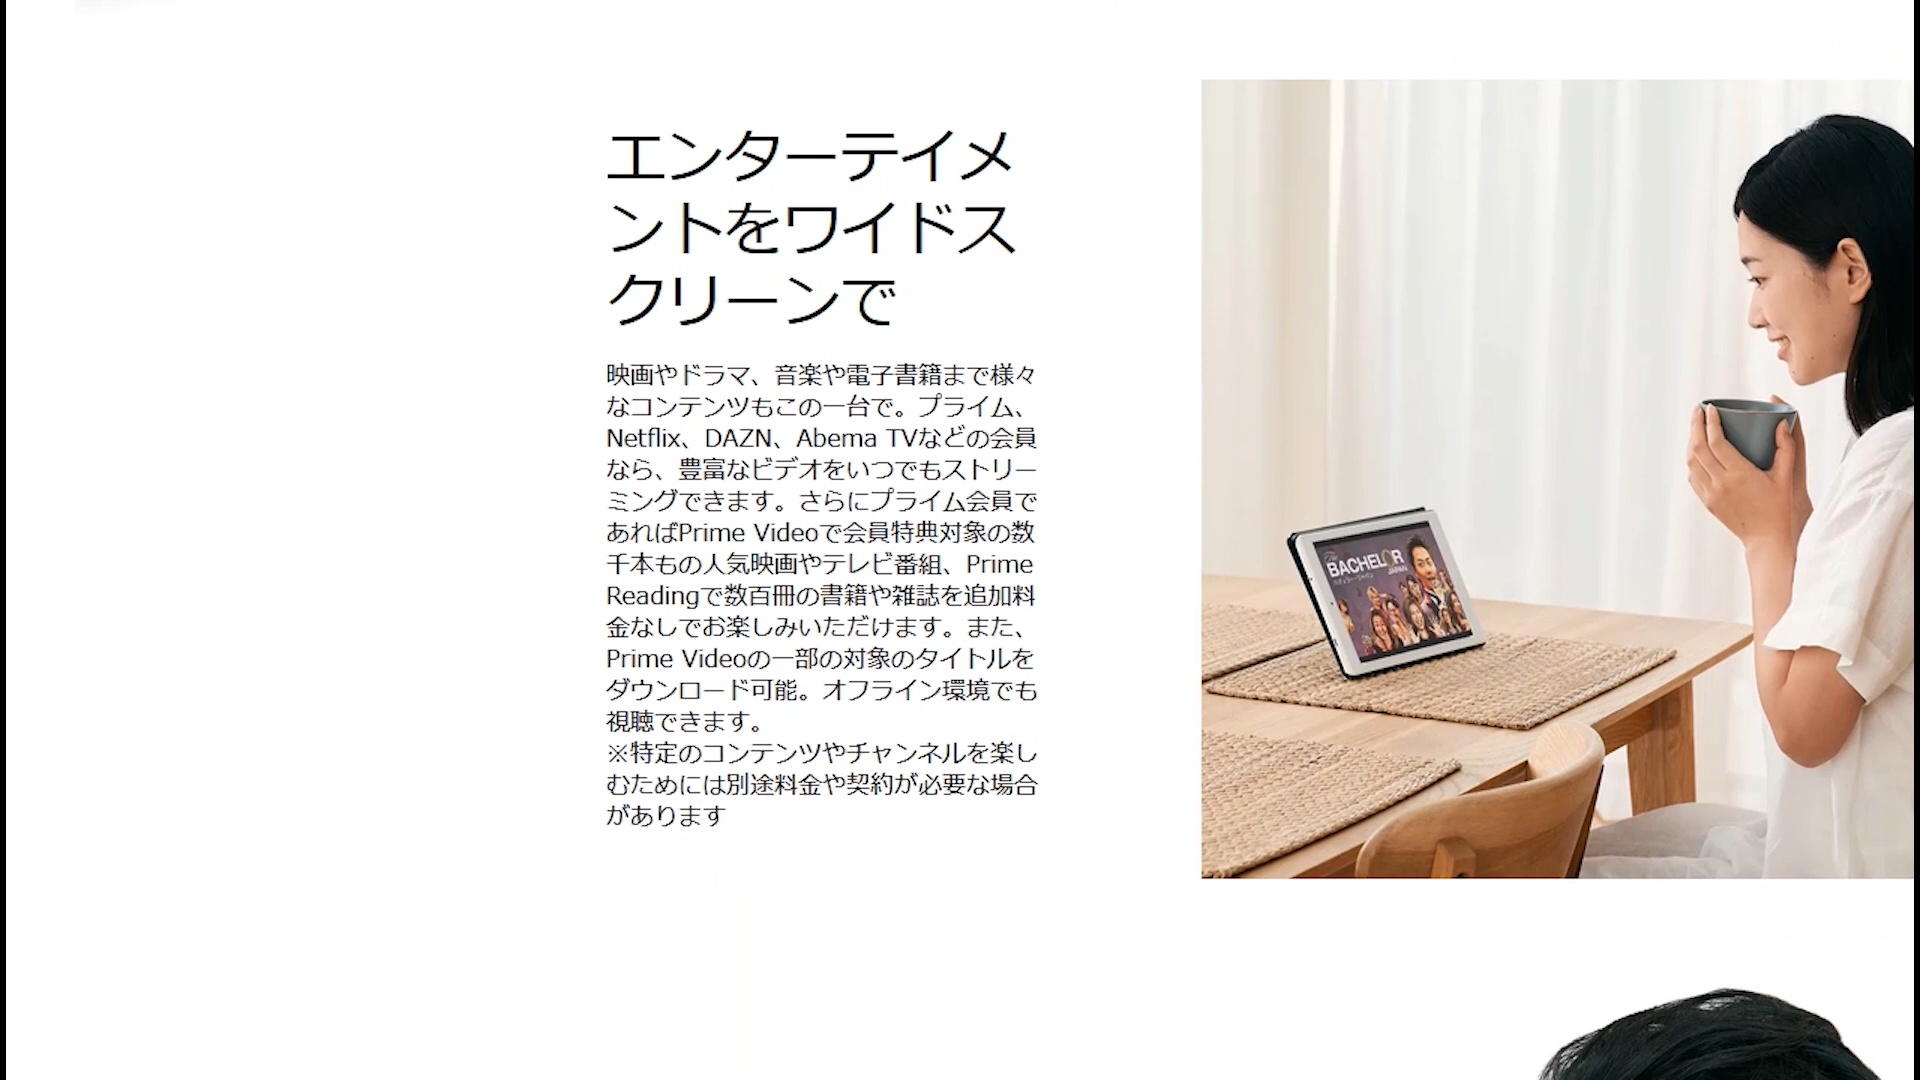 エンターテイメ
ントをワイドス
クリーンで
映画やドラマ、音楽や電子書籍まで様々
なコンテンツもこの一台で。プライム、
Netflix、DAZN、Abema TVなどの会員
なら、豊富なビデオをいつでもストリー
ミングできます。さらにプライム会員で
あればPrime Videoで会員特典対象の数
千本もの人気映画やテレビ番組、Prime
Readingで数百冊の書籍や雑誌を追加料
金なしでお楽しみいただけます。また、
Prime Videoの一部の対象のタイトルを
ダウンロード可能。オフライン環境でも
視聴できます。
※特定のコンテンツやチャンネルを楽し
むためには別途料金や契約が必要な場合
があります
BACHELOR
JAPAN